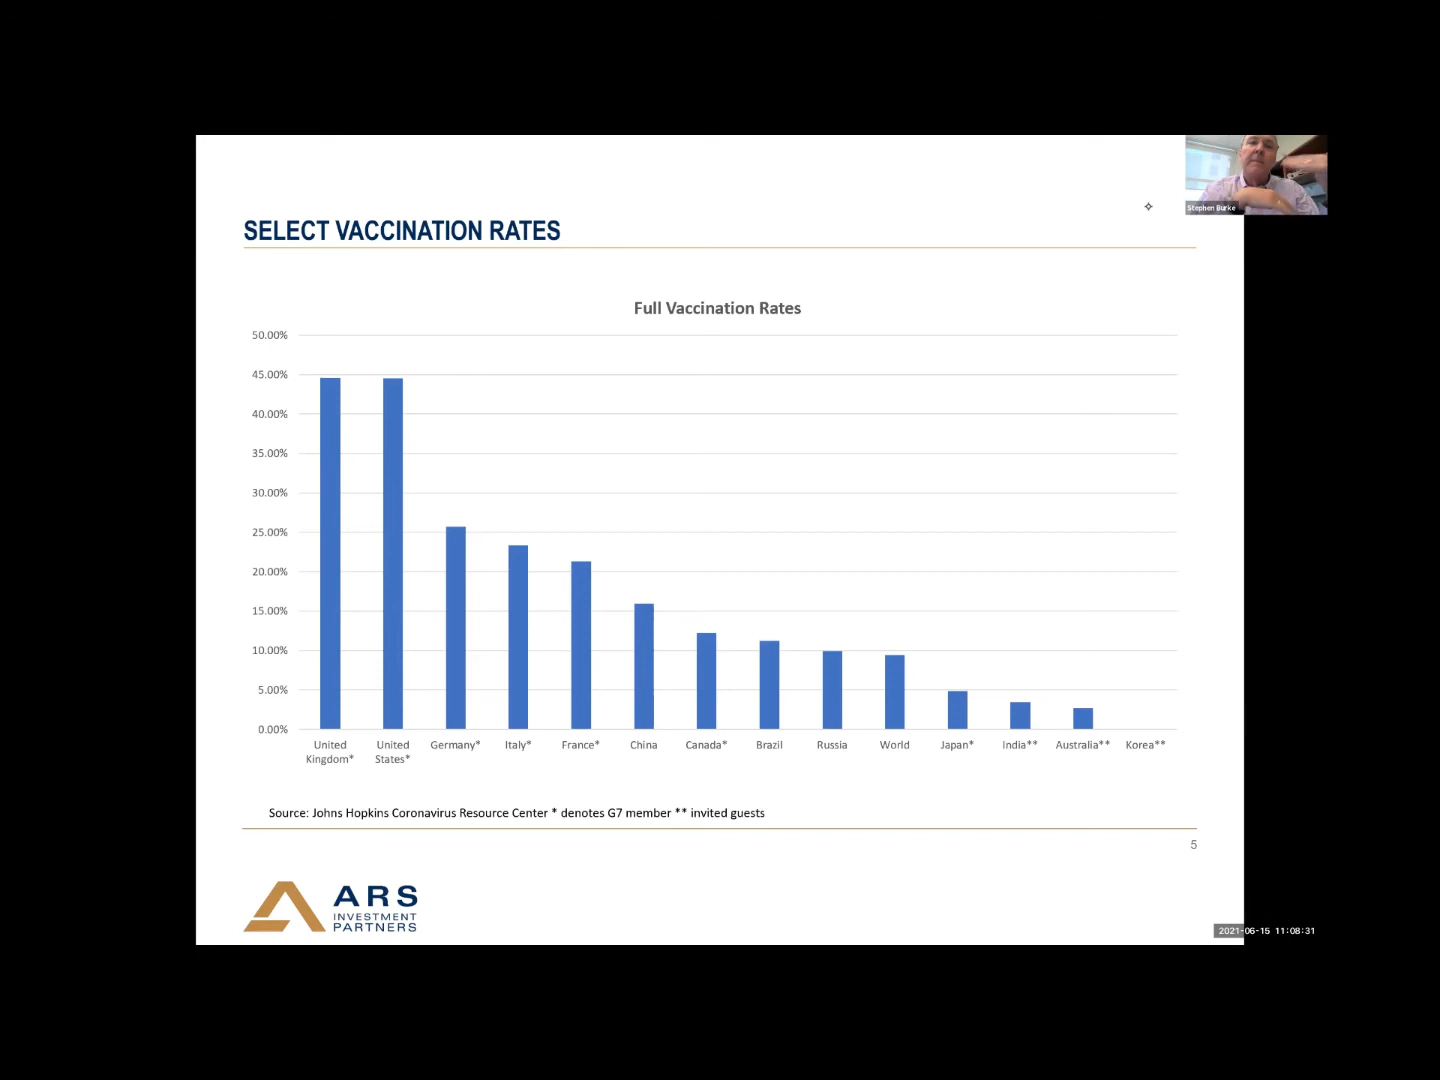 Stephen Burke
SELECT VACCINATION RATES
Full Vaccination Rates
50.00%
45.00%
40.00%
35.00%
30.00%
25.00%
20.00%
15.00%
10.00%
5.00%
0.00%
United Kingdom*
United States*
Germany*
Italy*
France*
China
Canada*
Brazil
Russia
World
Japan*
India**
Australia**
Korea**
Source: Johns Hopkins Coronavirus Resource Center * denotes G7 member ** invited guests
5
ARS
INVESTMENT
PARTNERS
2021-06-15 11:08:31